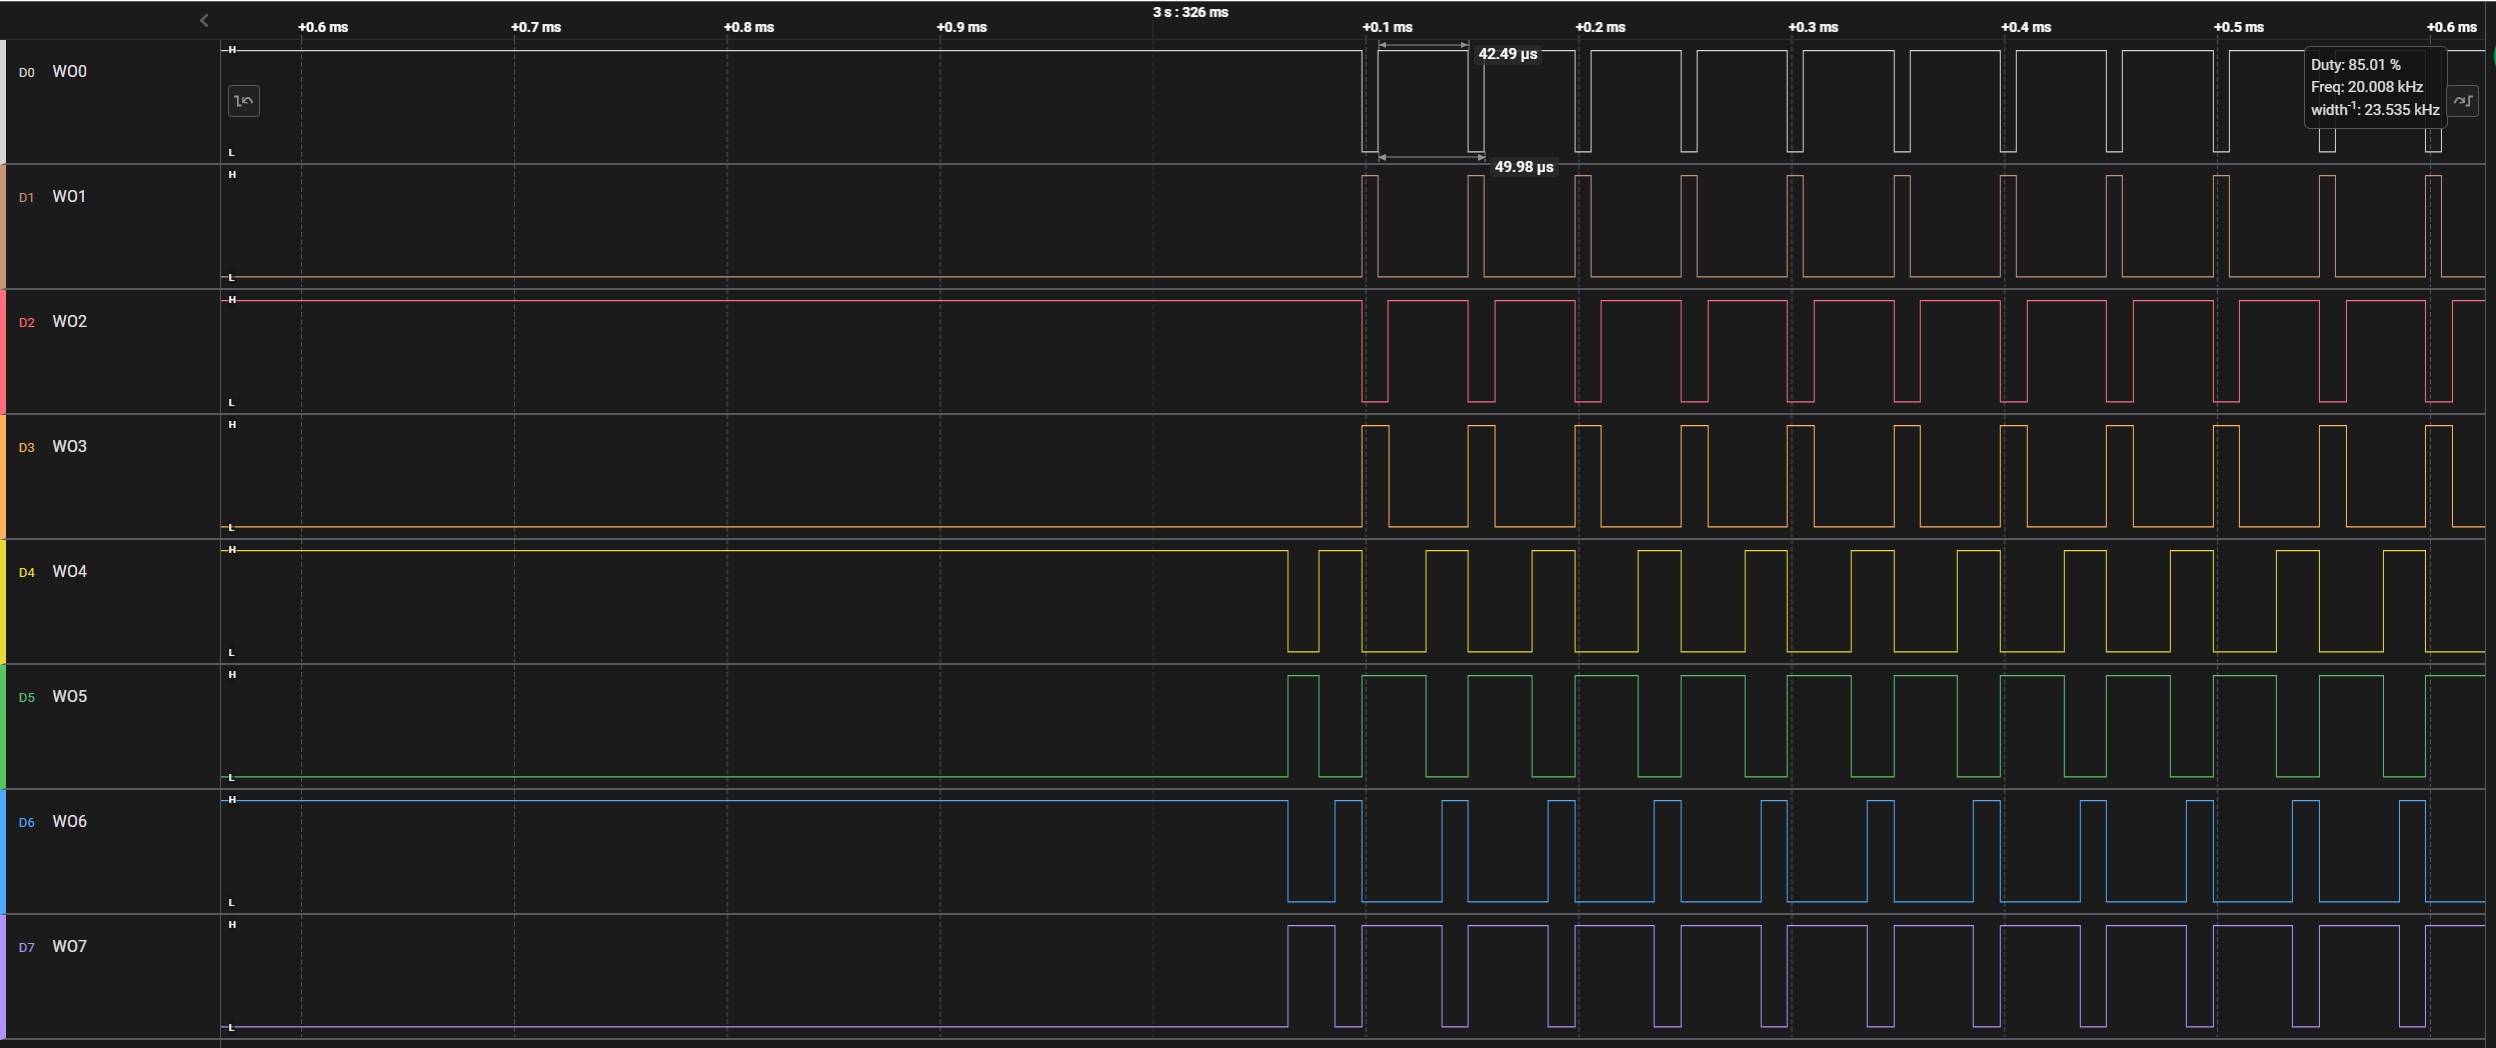 3 s : 326 ms
+0.6 ms +0.7 ms +0.8 ms +0.9 ms +0.1 ms +0.2 ms +0.3 ms +0.4 ms +0.5 ms +0.6 ms
H
D0 WO0
42.49 µs
Duty: 85.01 %
Freq: 20.008 kHz
width-1: 23.535 kHz
L
49.98 µs
H
D1 WO1
L
H
D2 WO2
L
H
D3 WO3
L
H
D4 WO4
L
H
D5 WO5
L
H
D6 WO6
L
H
D7 WO7
L